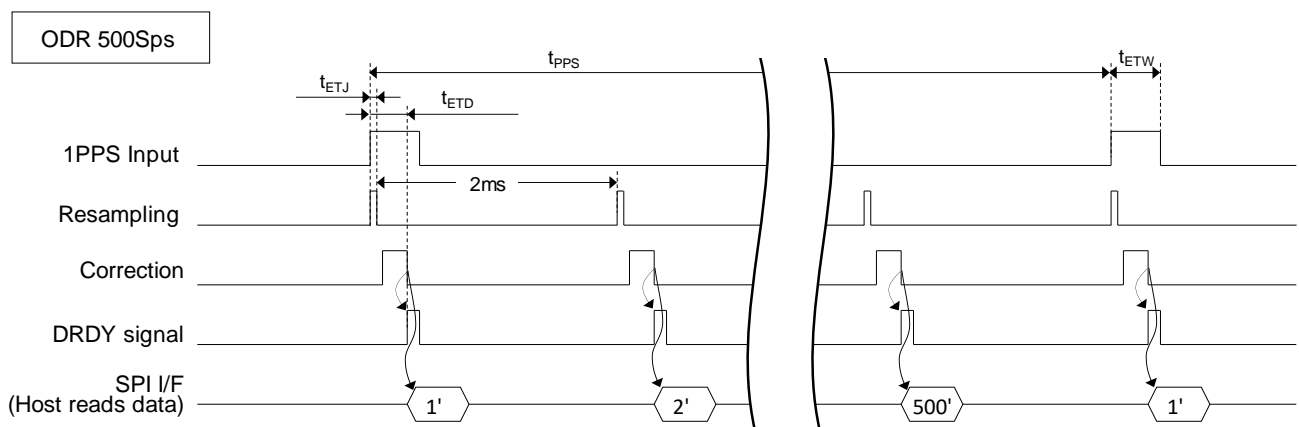 ODR 500Sps
tPPS
tETW
tETJ
tETD
1PPS Input
2ms
Resampling
Correction
DRDY signal
SPI I/F
(Host reads data)
1'
2'
500'
1'